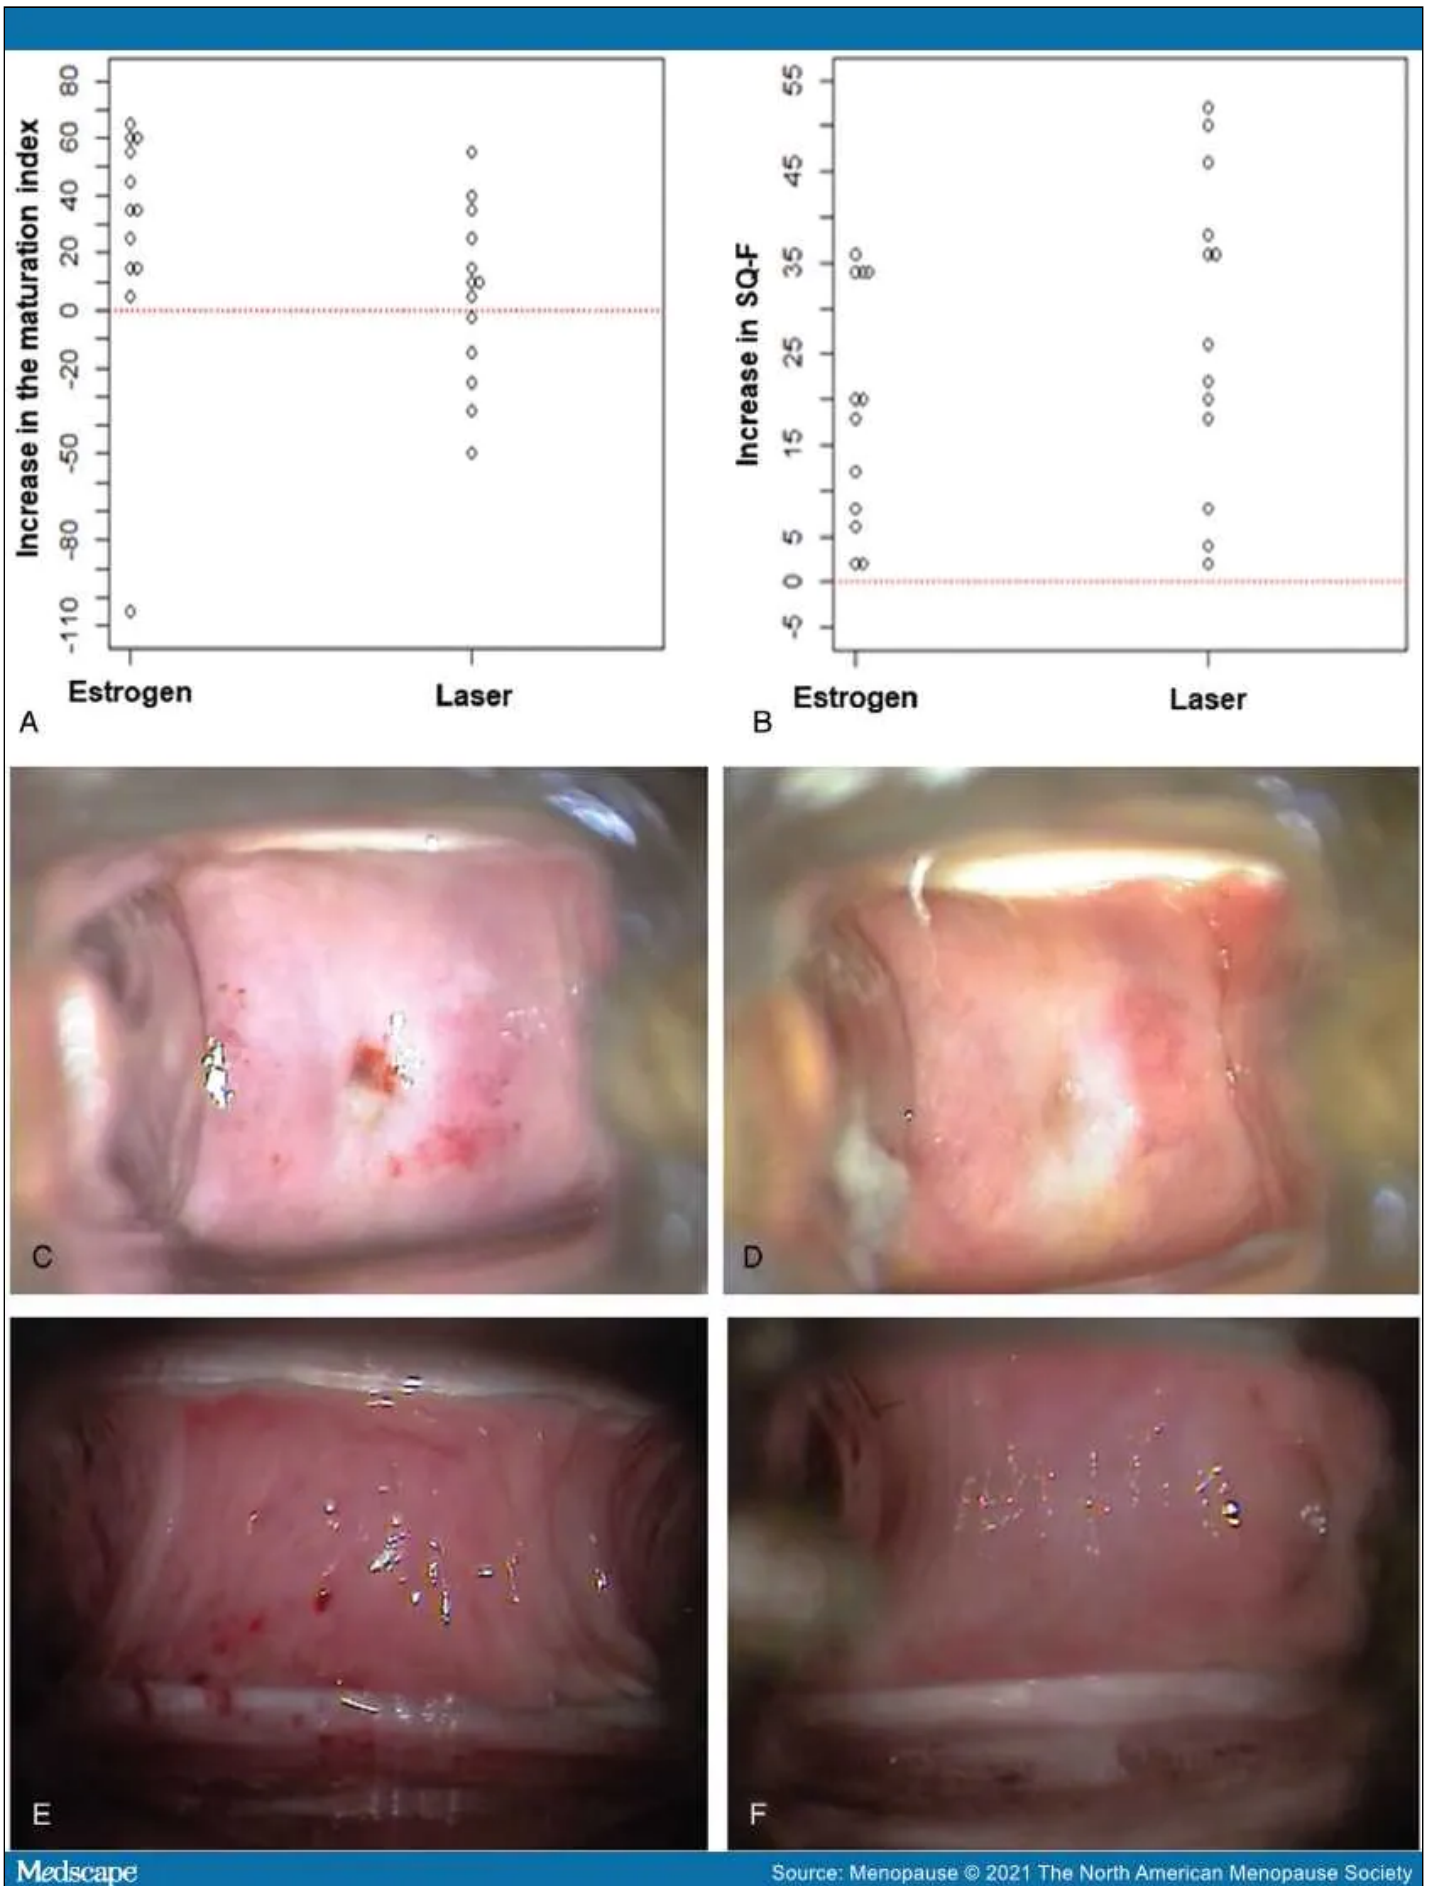 Increase in the maturation index
80
60
40
20
0
-20
-50
-80
-110
Estrogen
Laser
A
Increase in SQ-F
55
45
35
25
15
5
0
-5
Estrogen
Laser
B
C
D
E
F
Medscape
Source: Menopause © 2021 The North American Menopause Society